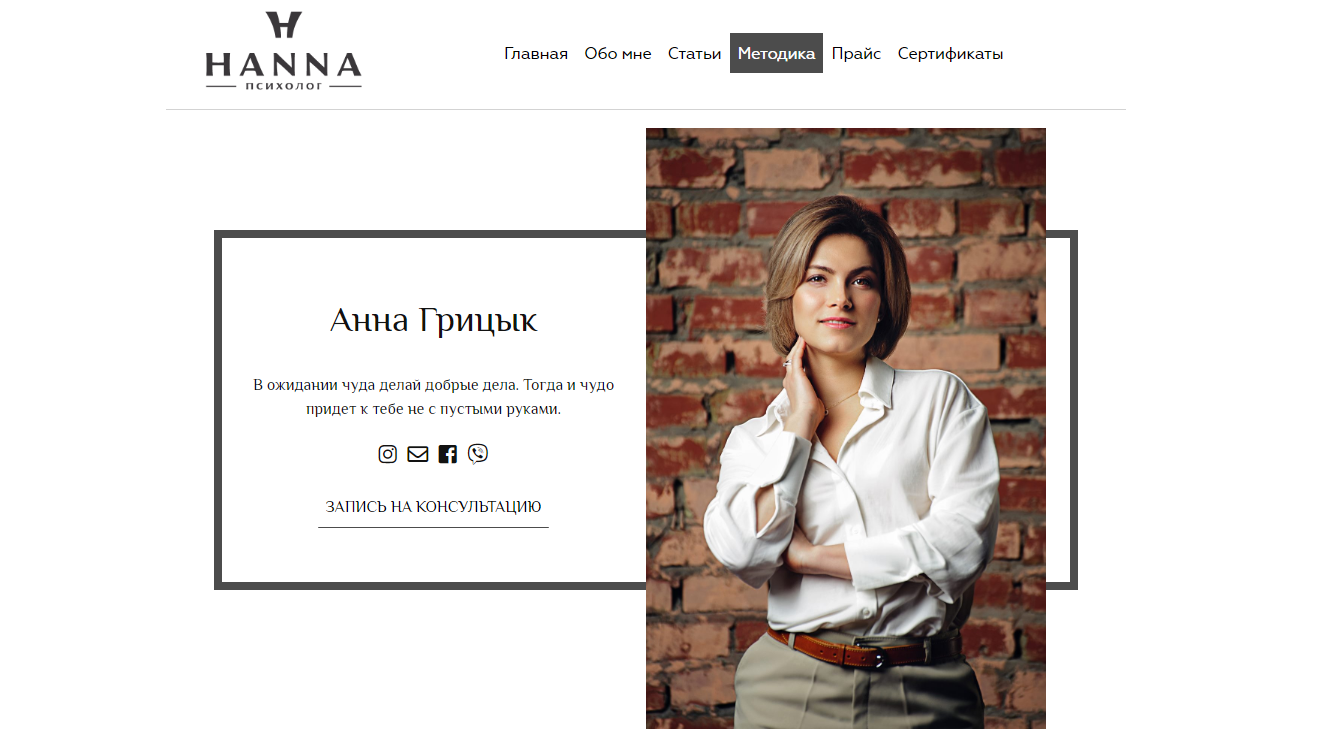 HANNA
ПСИХОЛОГ
Главная Обо мне Статьи Методика Прайс Сертификаты
Анна Грицык
В ожидании чуда делай добрые дела. Тогда и чудо
придет к тебе не с пустыми руками.
ЗАПИСЬ НА КОНСУЛЬТАЦИЮ